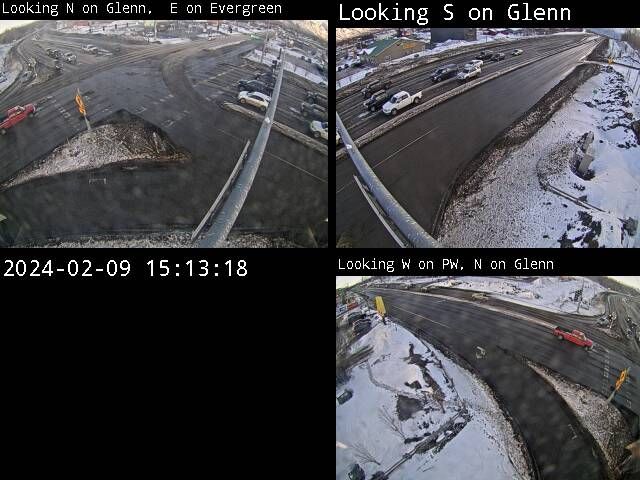 Looking N on Glenn,  E on Evergreen
Looking S on Glenn
2024-02-09 15:13:18
Looking W on PW, N on Glenn